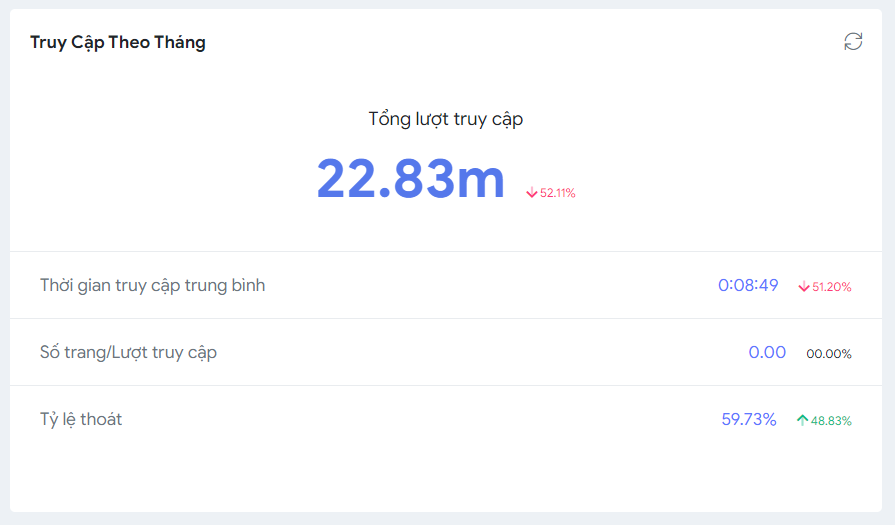 Truy Cập Theo Tháng
Tổng lượt truy cập
22.83m 52.11%
Thời gian truy cập trung bình 0:08:49 51.20%
Số trang/Lượt truy cập 0.00 00.00%
Tỷ lệ thoát 59.73% 48.83%